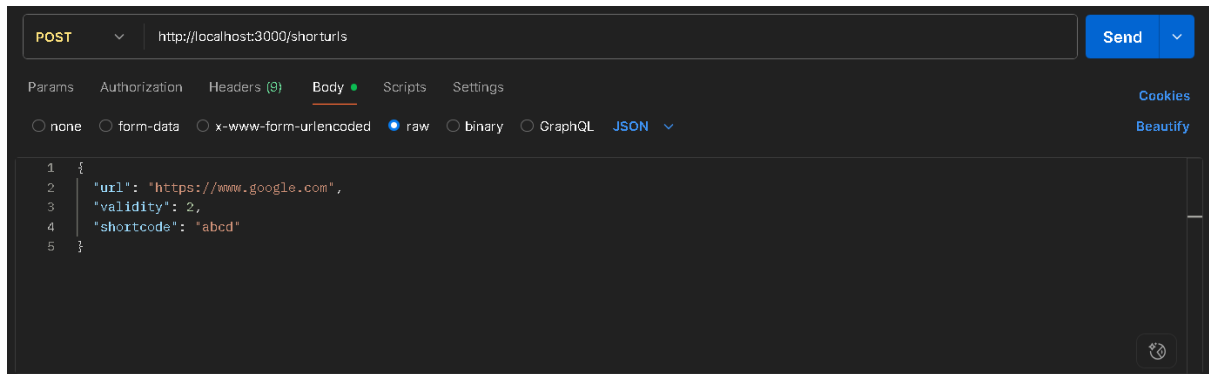 POST http://localhost:3000/shorturls Send
Params Authorization Headers (9) Body Scripts Settings Cookies
none form-data x-www-form-urlencoded raw binary GraphQL JSON Beautify
1 {
2 "url": "https://www.google.com",
3 "validity": 2,
4 "shortcode": "abcd"
5 }